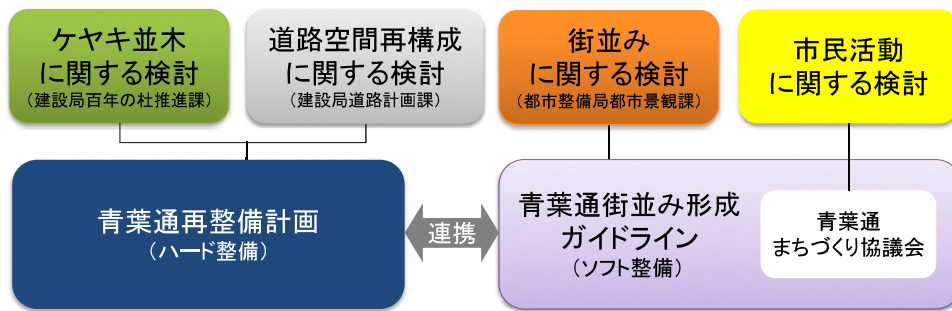 ケヤキ並木
に関する検討
（建設局百年の杜推進課）
道路空間再構成
に関する検討
（建設局道路計画課）
街並み
に関する検討
（都市整備局都市景観課）
市民活動
に関する検討
青葉通再整備計画
（ハード整備）
連携
青葉通街並み形成
ガイドライン
（ソフト整備）
青葉通
まちづくり協議会